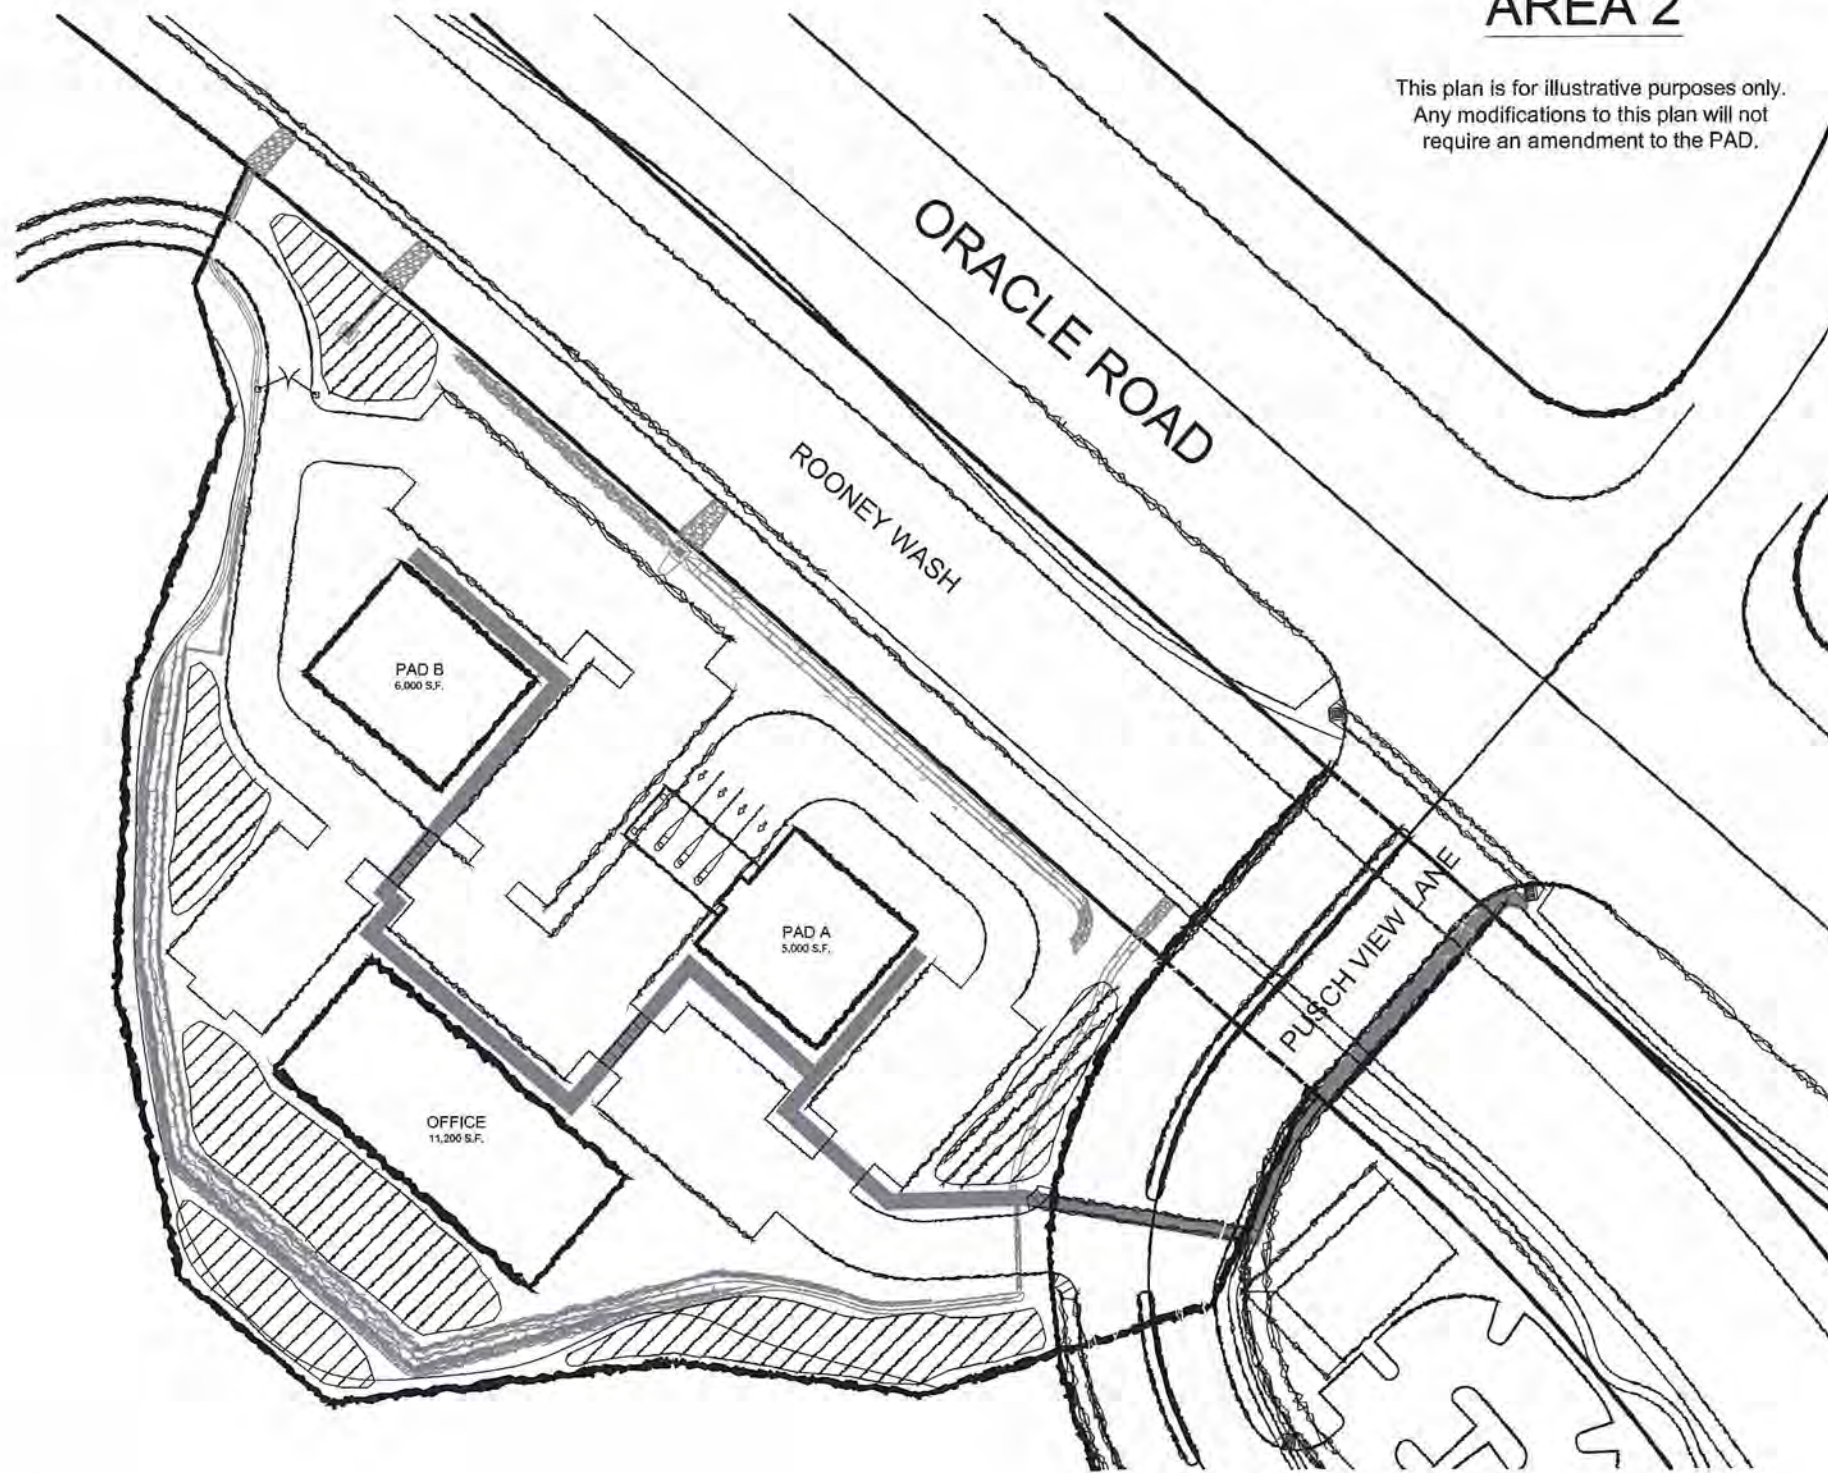 AREA 2
This plan is for illustrative purposes only.
Any modifications to this plan will not
require an amendment to the PAD.
ORACLE ROAD
ROONEY WASH
PAD B
6,000 S.F.
PAD A
5,000 S.F.
PUSCH VIEW LANE
OFFICE
11,200 S.F.